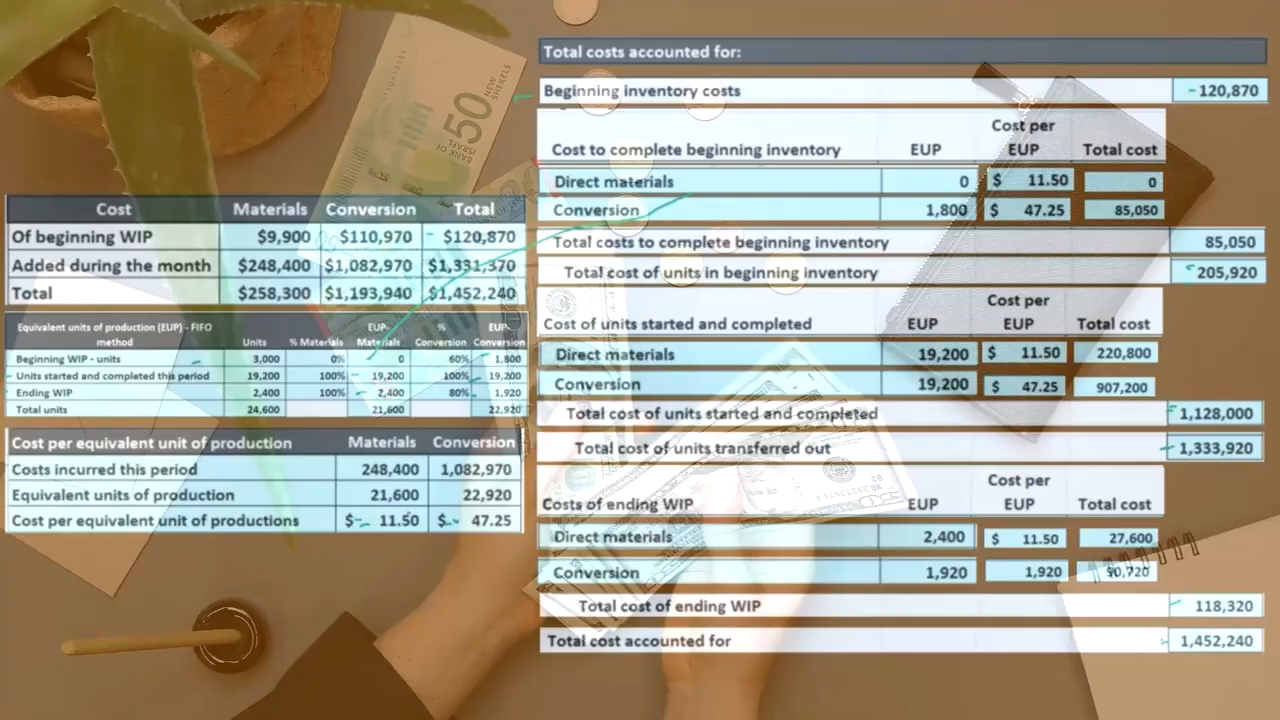 50
NEW
SHEKELS
BANK OF
ISRAEL
Cost Materials Conversion Total
Of beginning WIP $9,900 $110,970 $120,870
Added during the month $248,400 $1,082,970 $1,331,370
Total $258,300 $1,193,940 $1,452,240
Equivalent units of production (EUP) - FIFO EUP- % EUP-
method Units % Materials Materials Conversion Conversion
Beginning WIP - units 3,000 0% 0 60% 1,800
Units started and completed this period 19,200 100% 19,200 100% 19,200
Ending WIP 2,400 100% 2,400 80% 1,920
Total units 24,600 21,600 22,920
Cost per equivalent unit of production Materials Conversion
Costs incurred this period 248,400 1,082,970
Equivalent units of production 21,600 22,920
Cost per equivalent unit of productions $ 11.50 $ 47.25
Total costs accounted for:
Beginning inventory costs 120,870
Cost per
Cost to complete beginning inventory EUP EUP Total cost
Direct materials 0 $ 11.50 0
Conversion 1,800 $ 47.25 85,050
Total costs to complete beginning inventory 85,050
Total cost of units in beginning inventory 205,920
Cost per
Cost of units started and completed EUP EUP Total cost
Direct materials 19,200 $ 11.50 220,800
Conversion 19,200 $ 47.25 907,200
Total cost of units started and completed 1,128,000
Total cost of units transferred out 1,333,920
Cost per
Costs of ending WIP EUP EUP Total cost
Direct materials 2,400 $ 11.50 27,600
Conversion 1,920 1,920 90,720
Total cost of ending WIP 118,320
Total cost accounted for 1,452,240